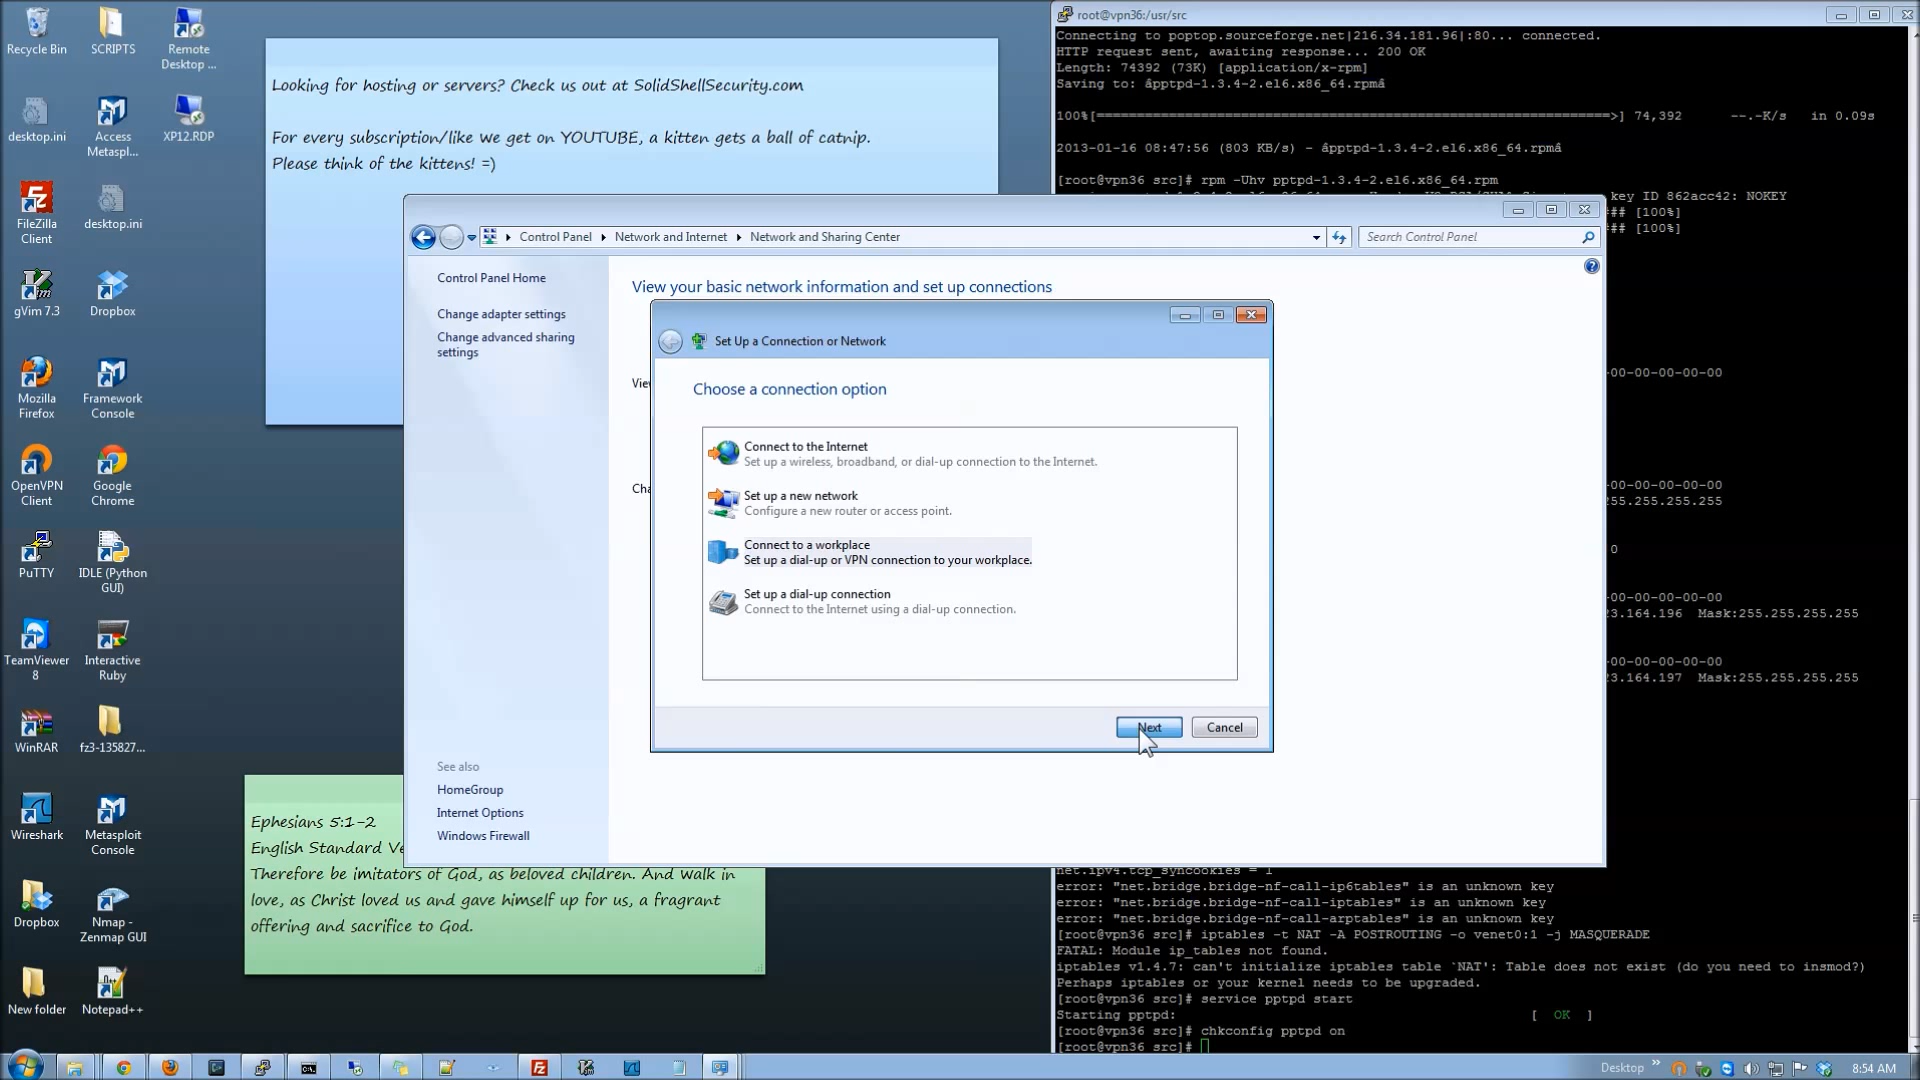 Recycle Bin
SCRIPTS
Remote
Desktop ...
desktop.ini
Access
Metaspl...
XP12.RDP
FileZilla
Client
desktop.ini
gVim 7.3
Dropbox
Mozilla
Firefox
Framework
Console
OpenVPN
Client
Google
Chrome
PuTTY
IDLE (Python
GUI)
TeamViewer
8
Interactive
Ruby
WinRAR
fz3-135827...
Wireshark
Metasploit
Console
Dropbox
Nmap -
Zenmap GUI
New folder
Notepad++
Looking for hosting or servers? Check us out at SolidShellSecurity.com
For every subscription/like we get on YOUTUBE, a kitten gets a ball of catnip.
Please think of the kittens! =)
Ephesians 5:1-2
English Standard Ve
Therefore be imitators of God, as beloved children. And walk in
love, as Christ loved us and gave himself up for us, a fragrant
offering and sacrifice to God.
Control Panel
Network and Internet
Network and Sharing Center
Search Control Panel
Control Panel Home
Change adapter settings
Change advanced sharing
settings
See also
HomeGroup
Internet Options
Windows Firewall
View your basic network information and set up connections
Vie
Cha
Set Up a Connection or Network
Choose a connection option
Connect to the Internet
Set up a wireless, broadband, or dial-up connection to the Internet.
Set up a new network
Configure a new router or access point.
Connect to a workplace
Set up a dial-up or VPN connection to your workplace.
Set up a dial-up connection
Connect to the Internet using a dial-up connection.
Next
Cancel
root@vpn36:/usr/src
Connecting to poptop.sourceforge.net|216.34.181.96|:80... connected.
HTTP request sent, awaiting response... 200 OK
Length: 74392 (73K) [application/x-rpm]
Saving to: âpptpd-1.3.4-2.el6.x86_64.rpmâ
100%[======================================================>] 74,392 --.-K/s in 0.09s
2013-01-16 08:47:56 (803 KB/s) - âpptpd-1.3.4-2.el6.x86_64.rpmâ
[root@vpn36 src]# rpm -Uhv pptpd-1.3.4-2.el6.x86_64.rpm
key ID 862acc42: NOKEY
## [100%]
## [100%]
-00-00-00-00
-00-00-00-00
255.255.255
0
-00-00-00-00
3.164.196 Mask:255.255.255.255
-00-00-00-00
3.164.197 Mask:255.255.255.255
net.ipv4.tcp_syncookies = 1
error: "net.bridge.bridge-nf-call-ip6tables" is an unknown key
error: "net.bridge.bridge-nf-call-iptables" is an unknown key
error: "net.bridge.bridge-nf-call-arptables" is an unknown key
[root@vpn36 src]# iptables -t NAT -A POSTROUTING -o venet0:1 -j MASQUERADE
FATAL: Module ip_tables not found.
iptables v1.4.7: can't initialize iptables table `NAT': Table does not exist (do you need to insmod?)
Perhaps iptables or your kernel needs to be upgraded.
[root@vpn36 src]# service pptpd start
Starting pptpd: [ OK ]
[root@vpn36 src]# chkconfig pptpd on
[root@vpn36 src]#
Desktop
8:54 AM